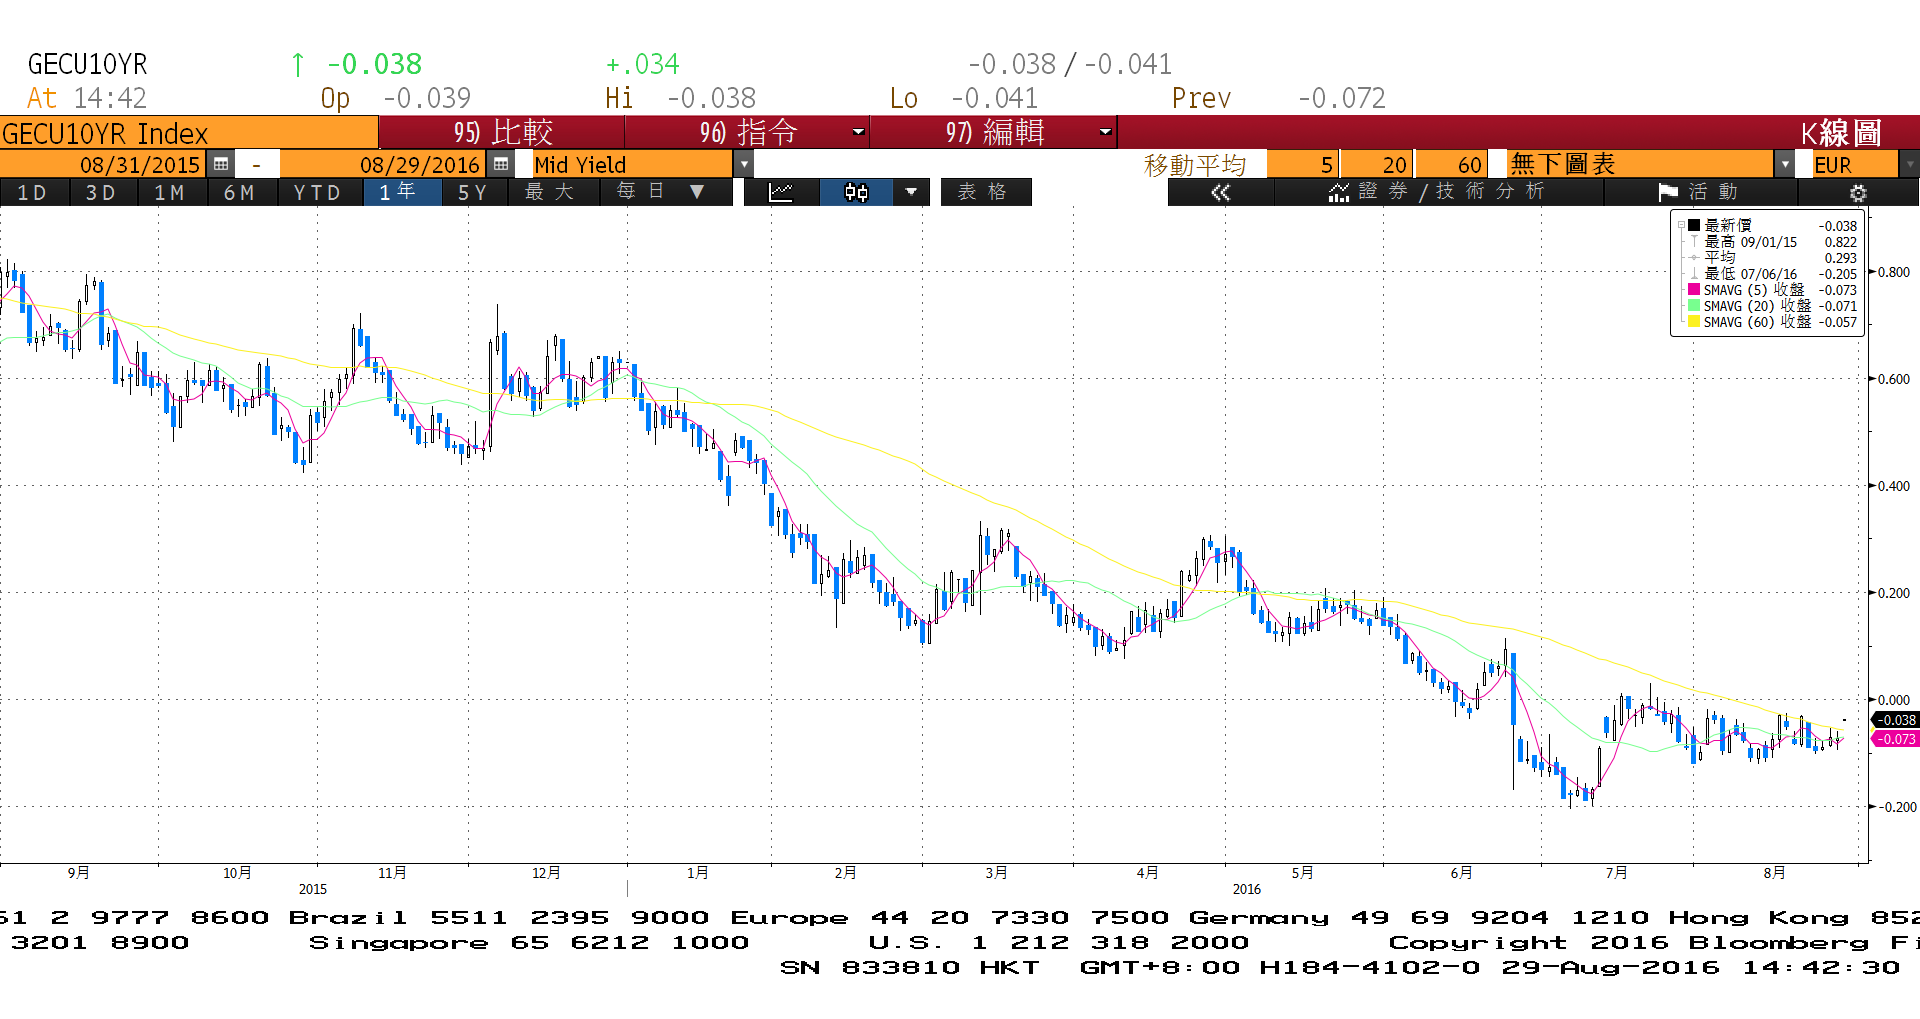 GECU10YR ↑ -0.038 +.034 -0.038 / -0.041
At 14:42 Op -0.039 Hi -0.038 Lo -0.041 Prev -0.072
GECU10YR Index 95) 比較 96) 指令 97) 編輯 K線圖
08/31/2015 - 08/29/2016 Mid Yield 移動平均 5 20 60 無下圖表 EUR
1D 3D 1M 6M YTD 1年 5Y 最大 每日 ▼ 表格 « 證券/技術分析 活動
最新價 -0.038
最高 09/01/15 0.822
平均 0.293
最低 07/06/16 -0.205
SMAVG (5) 收盤 -0.073
SMAVG (20) 收盤 -0.071
SMAVG (60) 收盤 -0.057
0.800
0.600
0.400
0.200
0.000
-0.038
-0.073
-0.200
9月 10月 11月 12月 1月 2月 3月 4月 5月 6月 7月 8月
2015 2016
61 2 9777 8600 Brazil 5511 2395 9000 Europe 44 20 7330 7500 Germany 49 69 9204 1210 Hong Kong 852
3201 8900 Singapore 65 6212 1000 U.S. 1 212 318 2000 Copyright 2016 Bloomberg Fi
SN 833810 HKT GMT+8:00 H184-4102-0 29-Aug-2016 14:42:30